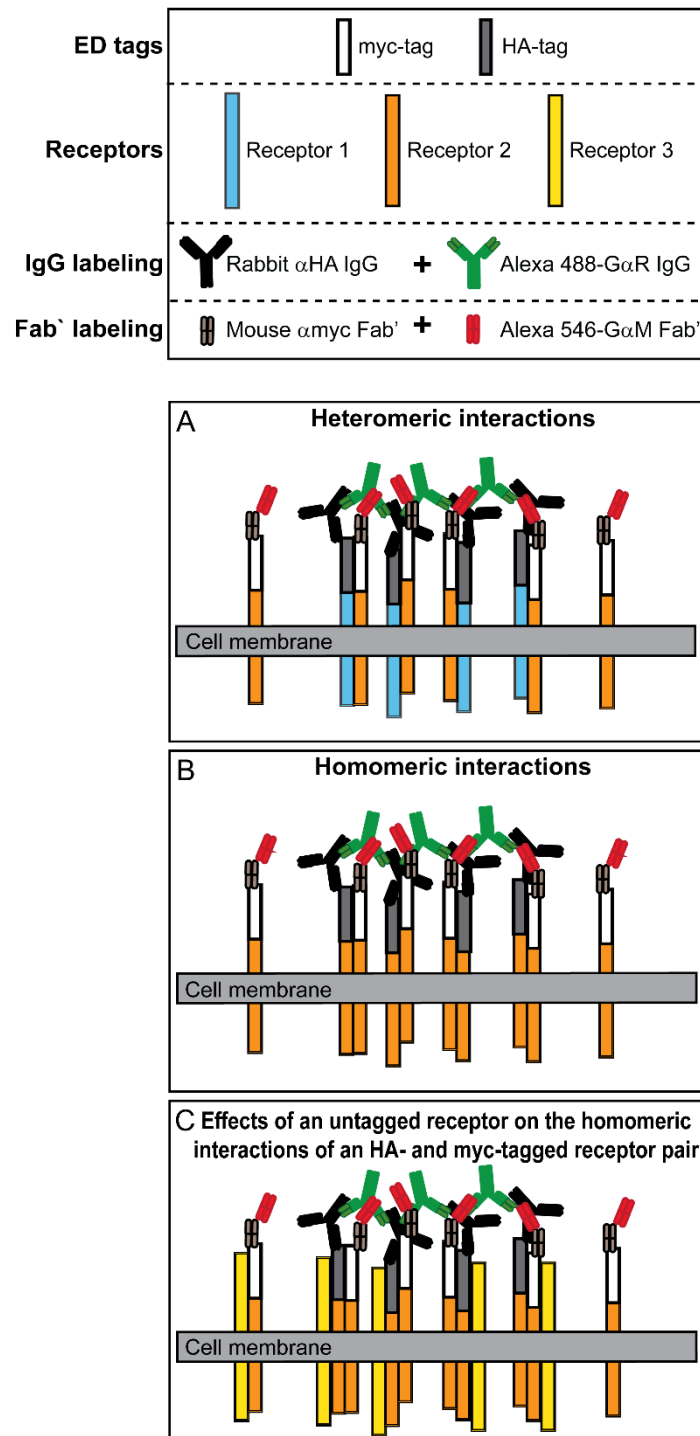 ED tags
myc-tag HA-tag
Receptors
Receptor 1 Receptor 2 Receptor 3
IgG labeling
Rabbit αHA IgG + Alexa 488-GαR IgG
Fab` labeling
Mouse αmyc Fab' + Alexa 546-GαM Fab'
A Heteromeric interactions
Cell membrane
B Homomeric interactions
Cell membrane
C Effects of an untagged receptor on the homomeric
interactions of an HA- and myc-tagged receptor pair
Cell membrane